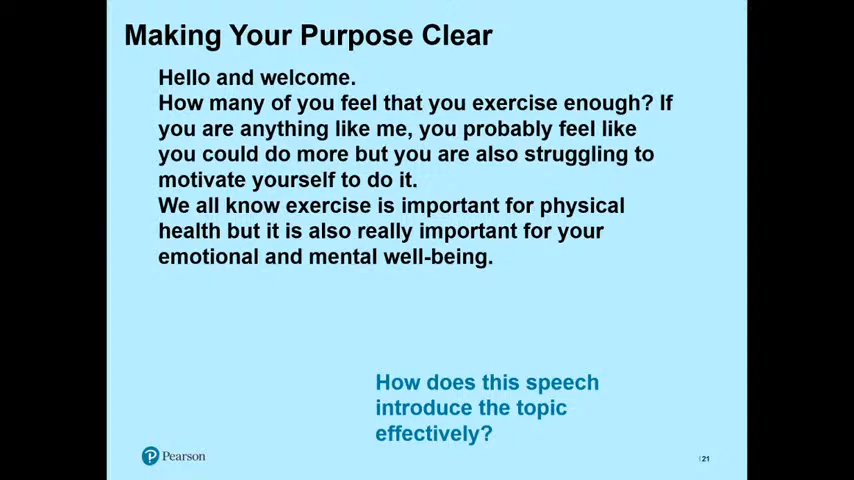 Making Your Purpose Clear
Hello and welcome.
How many of you feel that you exercise enough? If
you are anything like me, you probably feel like
you could do more but you are also struggling to
motivate yourself to do it.
We all know exercise is important for physical
health but it is also really important for your
emotional and mental well-being.
How does this speech
introduce the topic
effectively?
Pearson
21